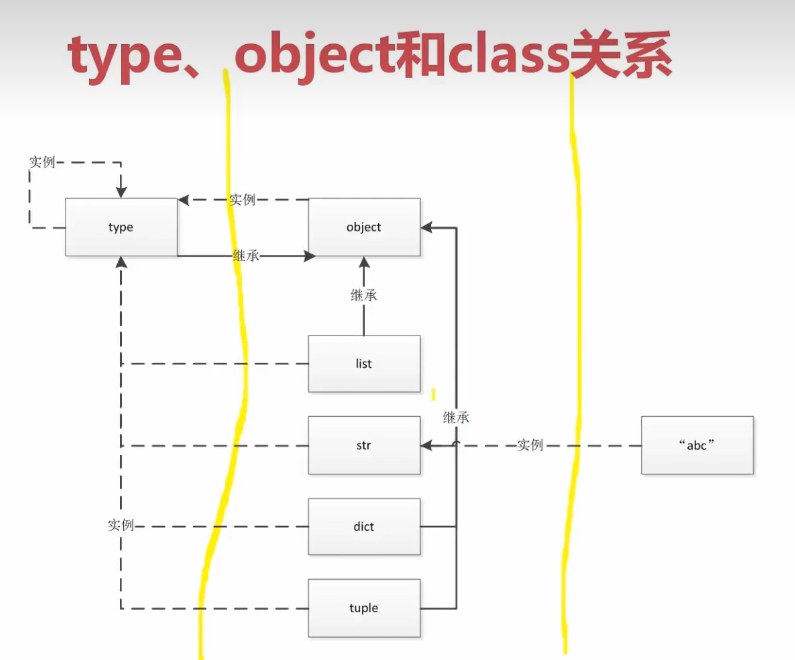 type、object和class关系
实例
type
实例
object
继承
继承
list
继承
str
实例
“abc”
实例
dict
tuple